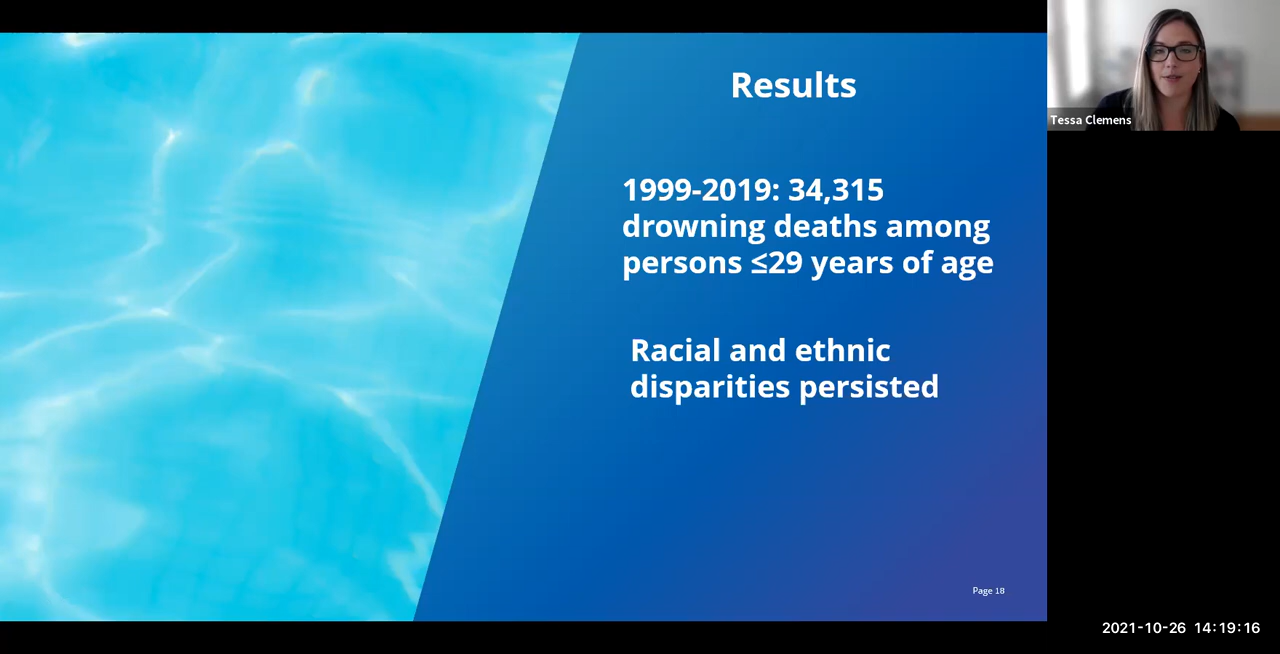 Results
1999-2019: 34,315
drowning deaths among
persons ≤29 years of age
Racial and ethnic
disparities persisted
Page 18
Tessa Clemens
2021-10-26 14:19:16